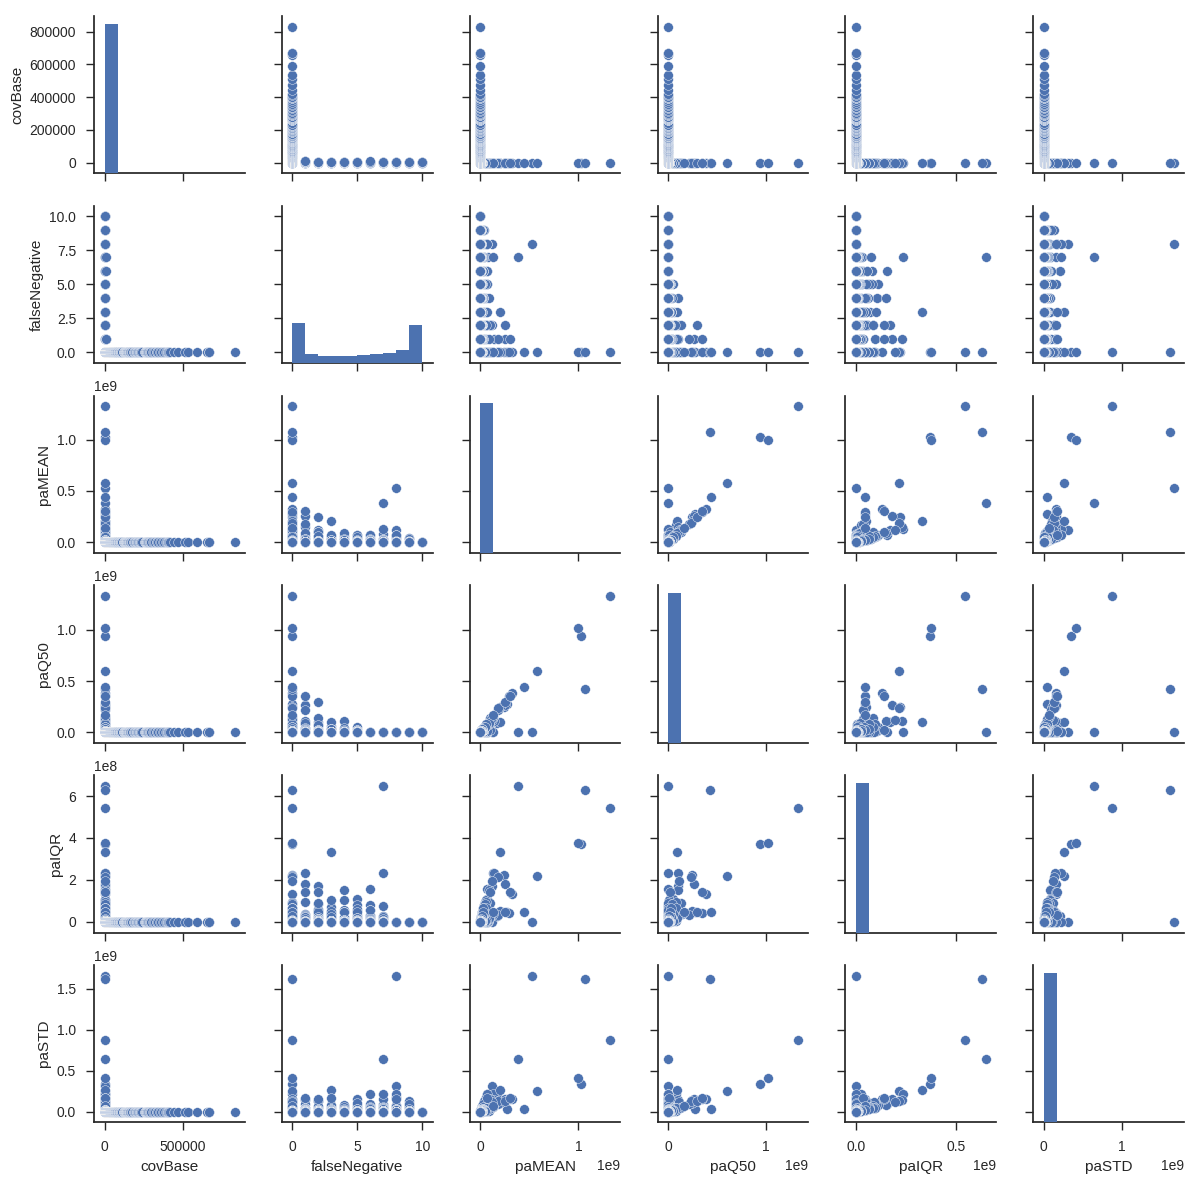 800000
600000
400000
200000
0
covBase
10.0
7.5
5.0
2.5
0.0
falseNegative
1e9
1.0
0.5
0.0
paMEAN
1e9
1.0
0.5
0.0
paQ50
1e8
6
4
2
0
paIQR
1e9
1.5
1.0
0.5
0.0
paSTD
0 500000
covBase
0 5 10
falseNegative
0 1
paMEAN 1e9
0 1
paQ50 1e9
0.0 0.5
paIQR 1e9
0 1
paSTD 1e9